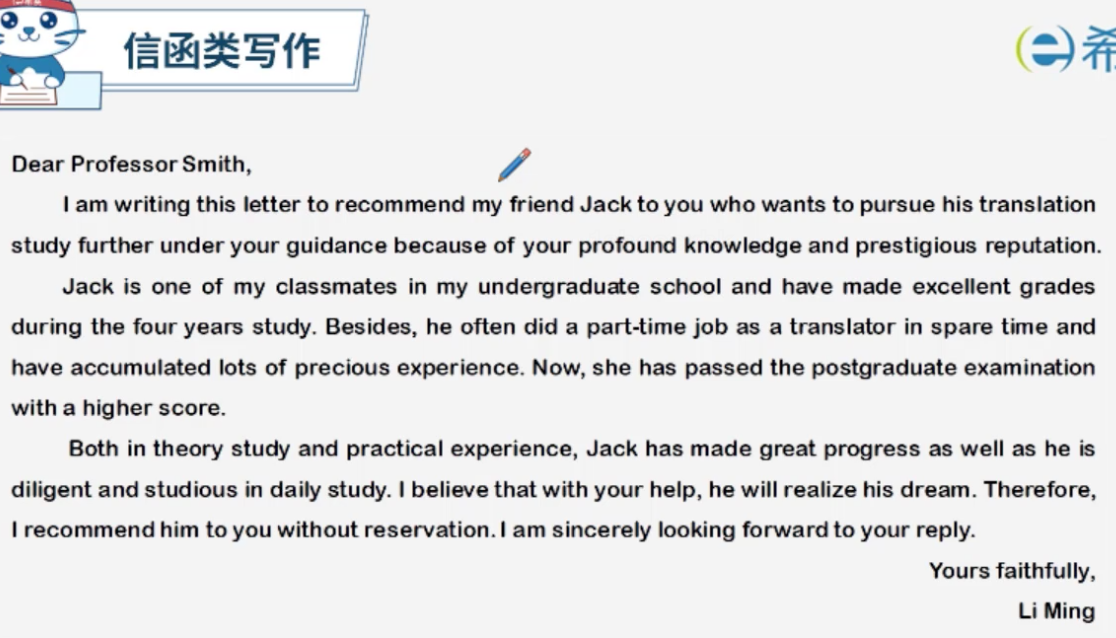 信函类写作
希
Dear Professor Smith,
I am writing this letter to recommend my friend Jack to you who wants to pursue his translation
study further under your guidance because of your profound knowledge and prestigious reputation.
Jack is one of my classmates in my undergraduate school and have made excellent grades
during the four years study. Besides, he often did a part-time job as a translator in spare time and
have accumulated lots of precious experience. Now, she has passed the postgraduate examination
with a higher score.
Both in theory study and practical experience, Jack has made great progress as well as he is
diligent and studious in daily study. I believe that with your help, he will realize his dream. Therefore,
I recommend him to you without reservation. I am sincerely looking forward to your reply.
Yours faithfully,
Li Ming